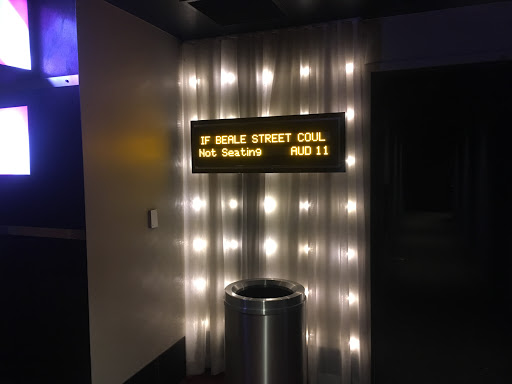 IF BEALE STREET COUL
Not Seating AUD 11